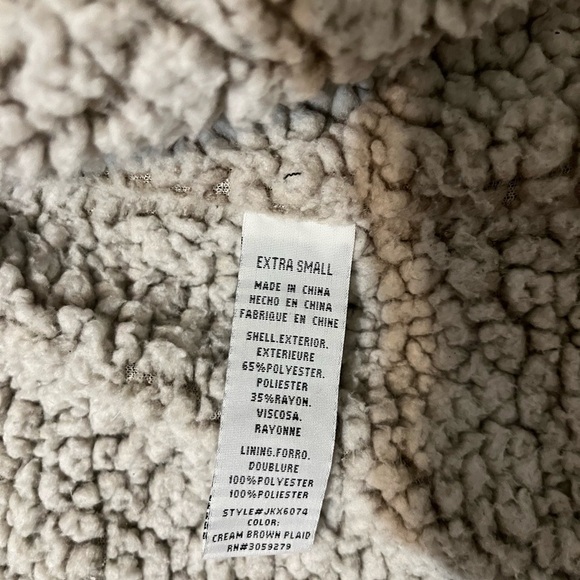 EXTRA SMALL
MADE IN CHINA
HECHO EN CHINA
FABRIQUE EN CHINE
SHELL.EXTERIOR.
EXTERIEURE
65%POLYESTER.
POLIESTER
35%RAYON.
VISCOSA.
RAYONNE
LINING.FORRO.
DOUBLURE
100%POLYESTER
100%POLIESTER
STYLE#JKX6074
COLOR:
CREAM BROWN PLAID
RN#3059279